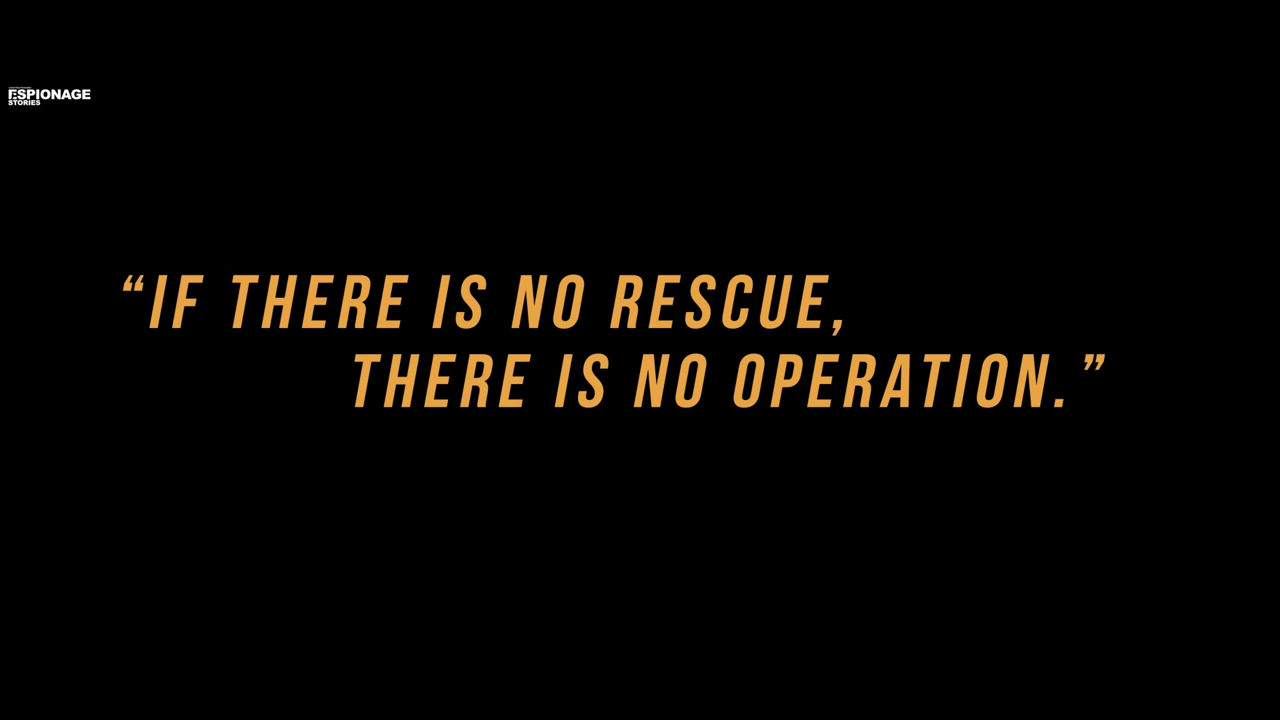 ESPIONAGE
STORIES
“IF THERE IS NO RESCUE,
THERE IS NO OPERATION.”